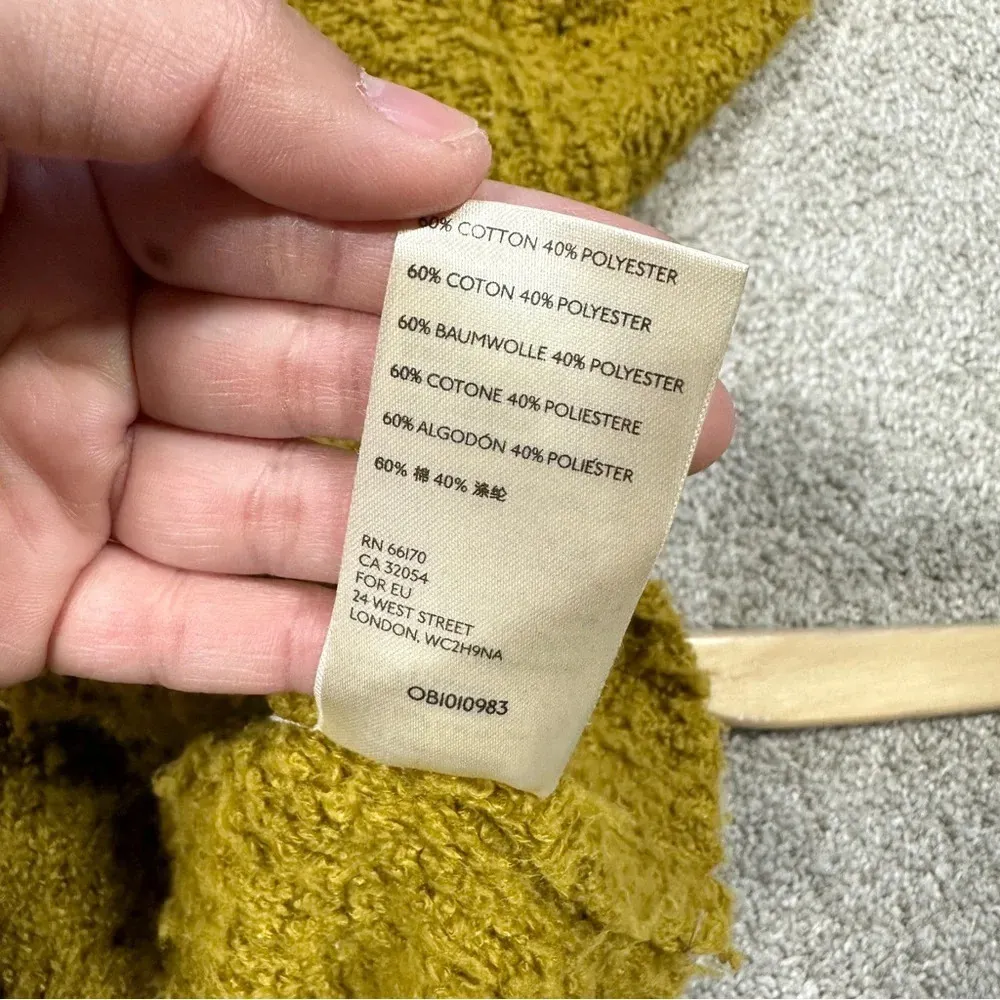 60% COTTON 40% POLYESTER
60% COTON 40% POLYESTER
60% BAUMWOLLE 40% POLYESTER
60% COTONE 40% POLIESTERE
60% ALGODÓN 40% POLIÉSTER
60% 棉 40% 涤纶
RN 66170
CA 32054
FOR EU
24 WEST STREET
LONDON, WC2H9NA
OB1010983